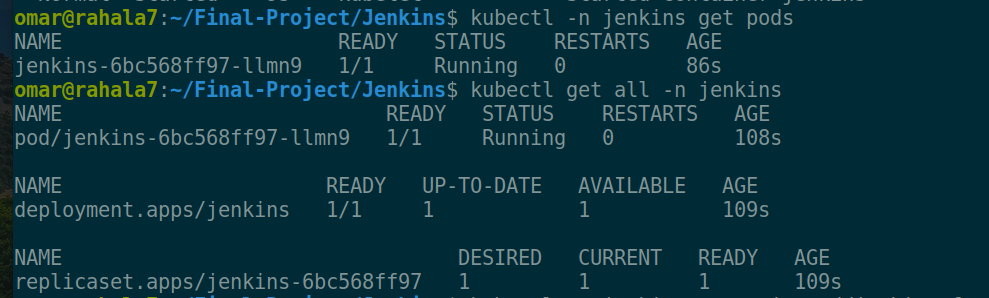 omar@rahala7:~/Final-Project/Jenkins$ kubectl -n jenkins get pods
NAME READY STATUS RESTARTS AGE
jenkins-6bc568ff97-llmn9 1/1 Running 0 86s
omar@rahala7:~/Final-Project/Jenkins$ kubectl get all -n jenkins
NAME READY STATUS RESTARTS AGE
pod/jenkins-6bc568ff97-llmn9 1/1 Running 0 108s
NAME READY UP-TO-DATE AVAILABLE AGE
deployment.apps/jenkins 1/1 1 1 109s
NAME DESIRED CURRENT READY AGE
replicaset.apps/jenkins-6bc568ff97 1 1 1 109s